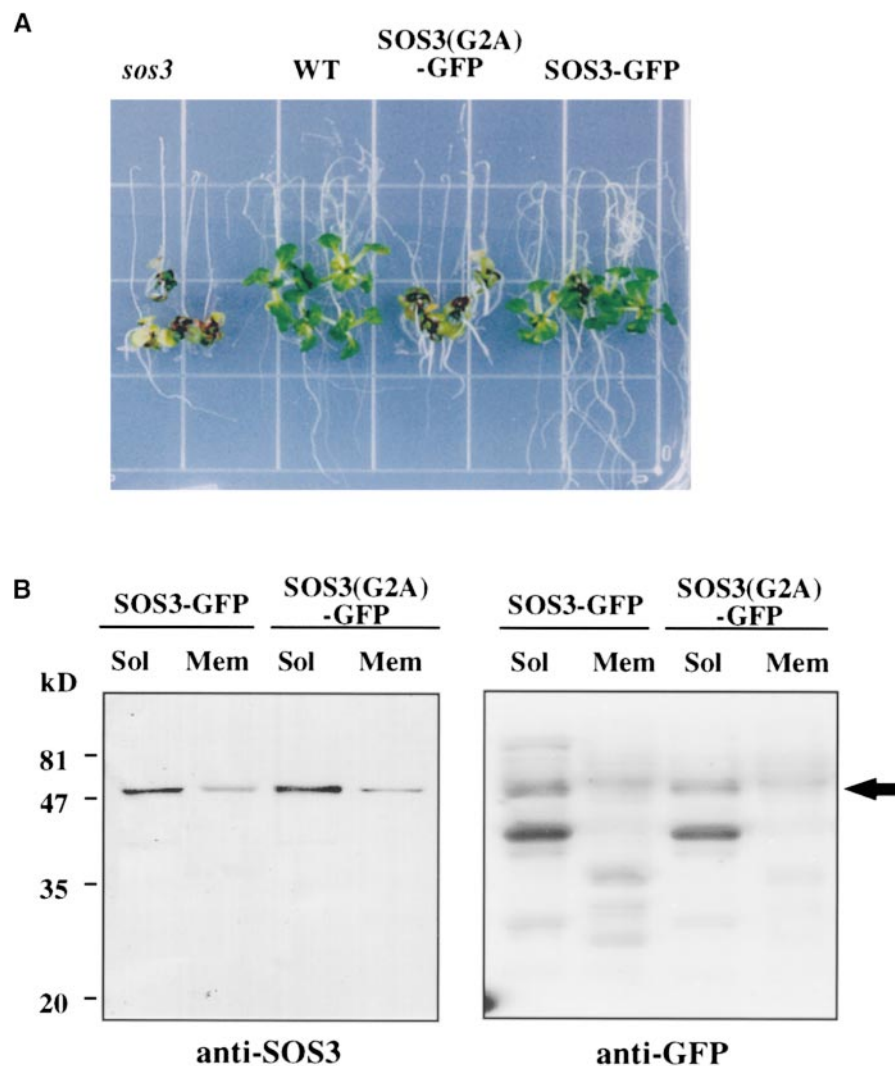 A
sos3
WT
SOS3(G2A)
-GFP
SOS3-GFP
B
SOS3-GFP
SOS3(G2A)
-GFP
SOS3-GFP
SOS3(G2A)
-GFP
Sol Mem Sol Mem
Sol Mem Sol Mem
kD
81
47
35
20
anti-SOS3
anti-GFP